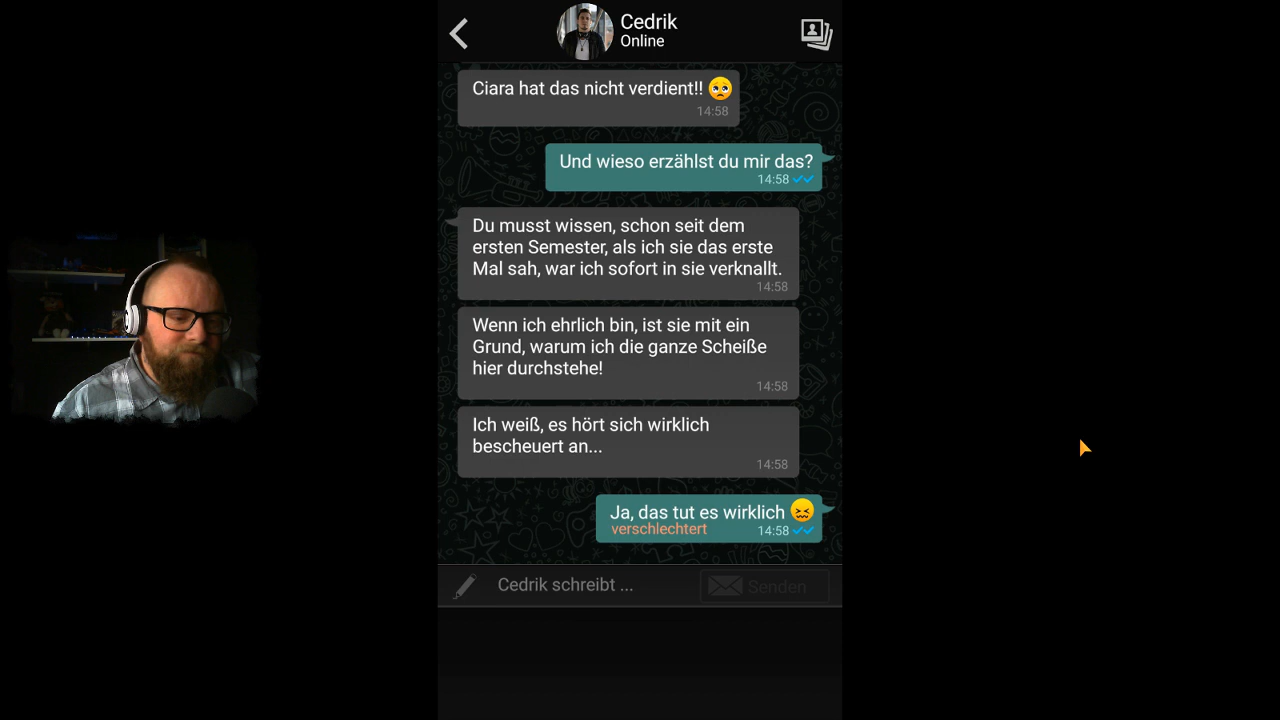 Cedrik
Online
Ciara hat das nicht verdient!! 🥺
14:58
Und wieso erzählst du mir das?
14:58
Du musst wissen, schon seit dem
ersten Semester, als ich sie das erste
Mal sah, war ich sofort in sie verknallt.
14:58
Wenn ich ehrlich bin, ist sie mit ein
Grund, warum ich die ganze Scheiße
hier durchstehe!
14:58
Ich weiß, es hört sich wirklich
bescheuert an...
14:58
Ja, das tut es wirklich 😖
verschlechtert 14:58
Cedrik schreibt ... Senden